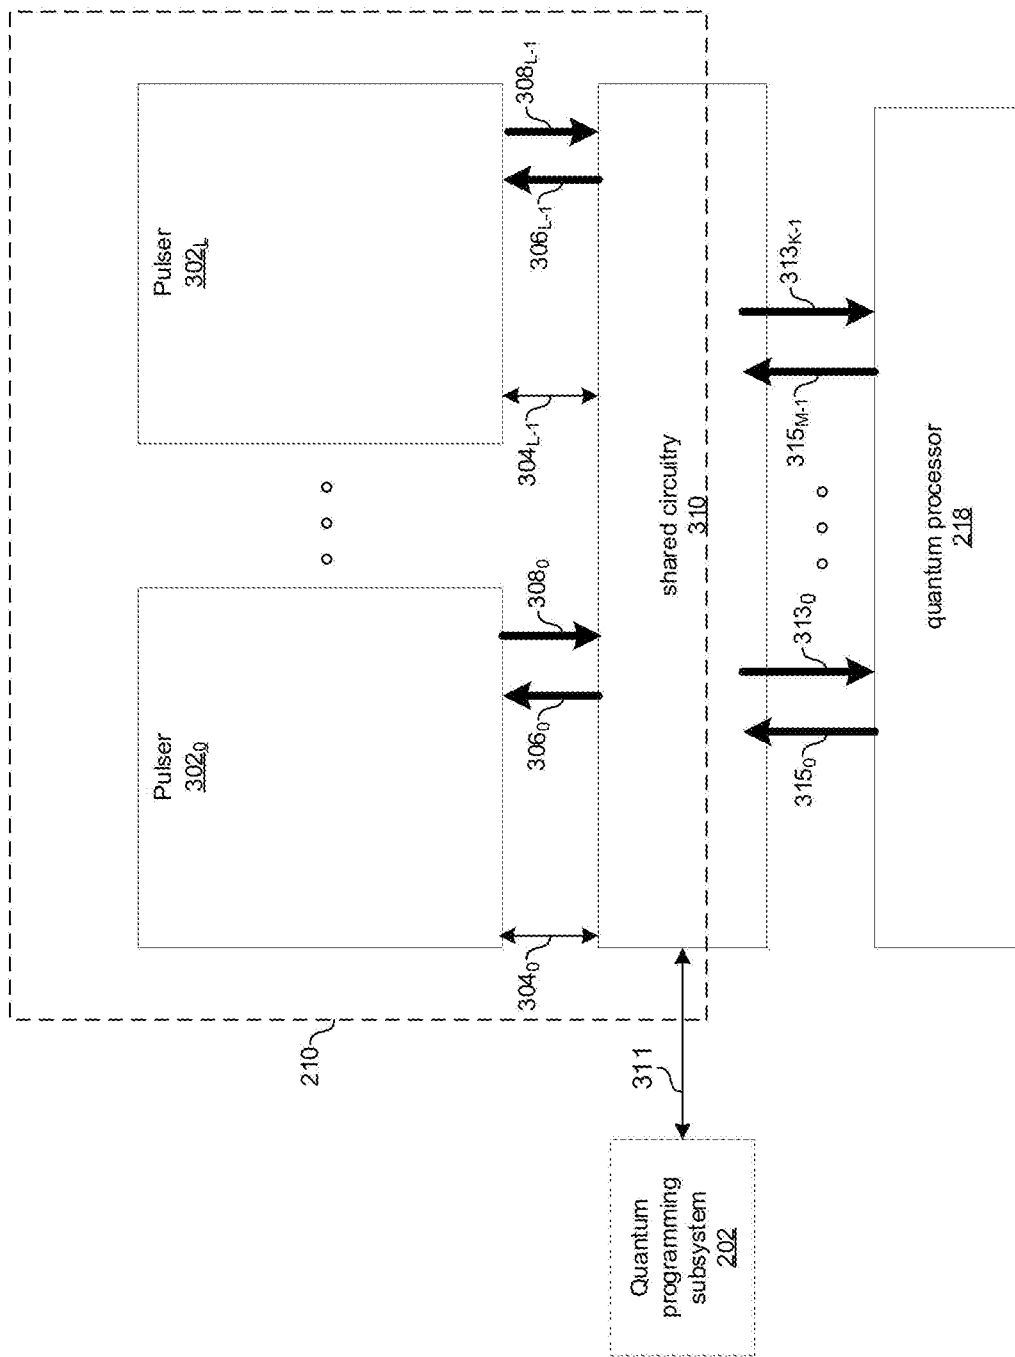 210
Pulser
302₀
Pulser
302L
304₀
306₀
308₀
304L-1
306L-1
308L-1
Quantum
programming
subsystem
202
311
shared circuitry
310
315₀
313₀
315M-1
313K-1
quantum processor
218